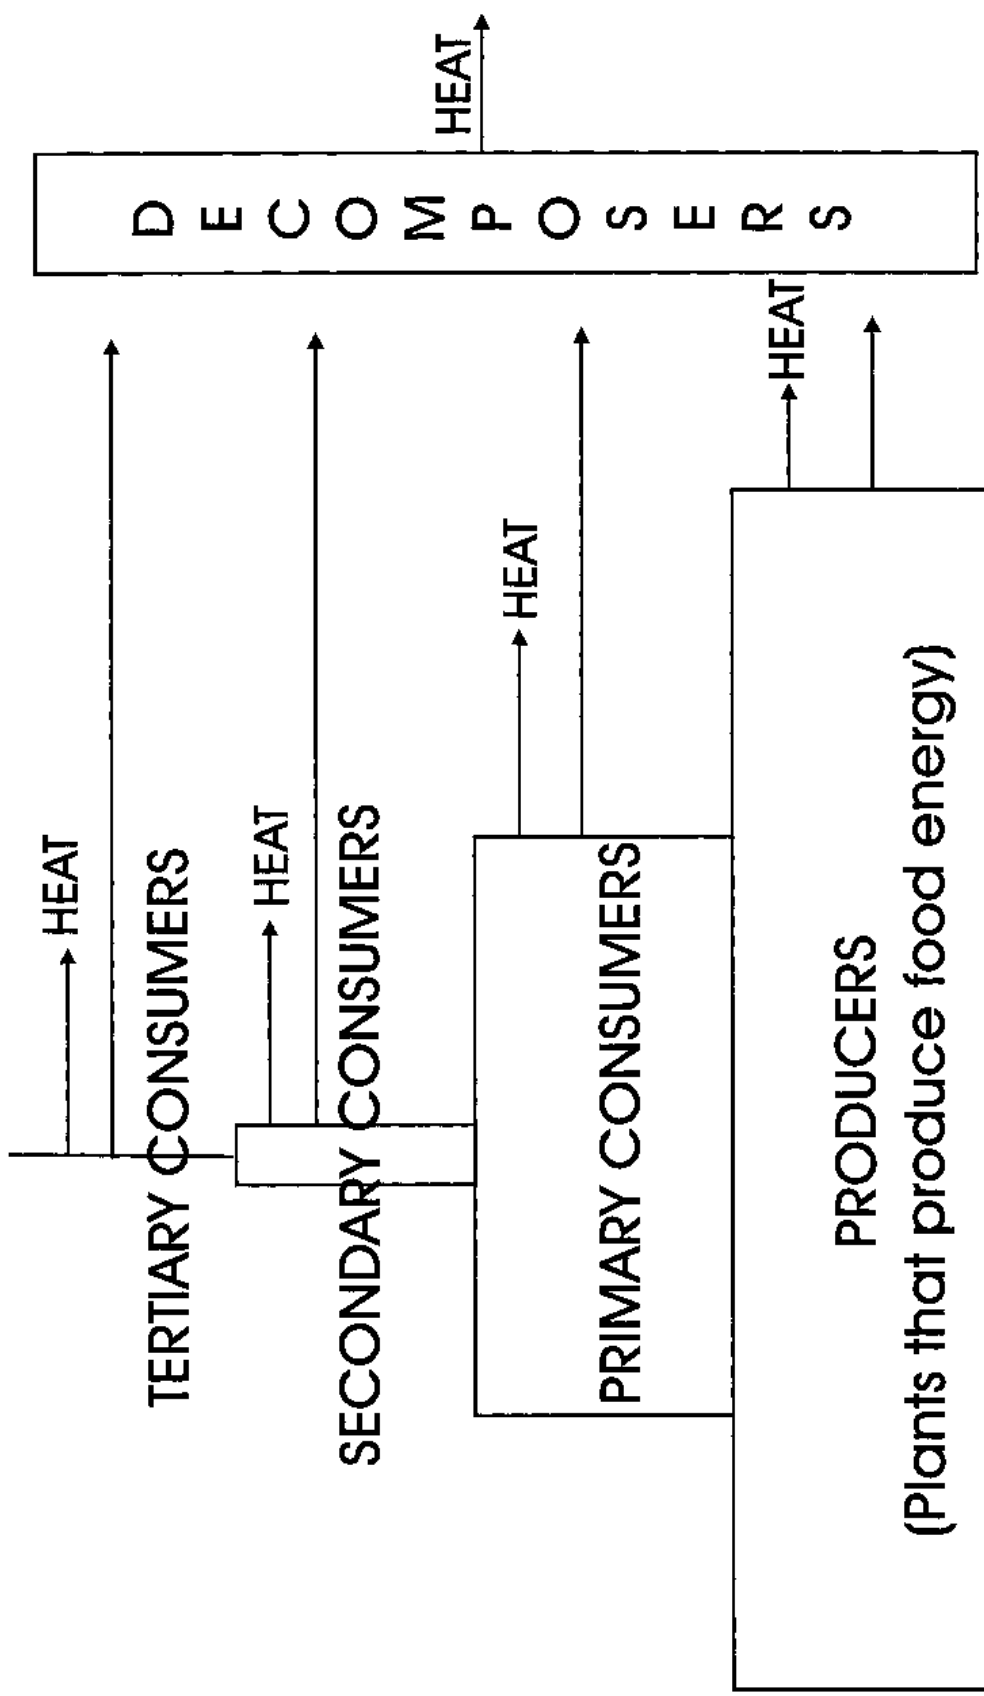 HEAT
TERTIARY CONSUMERS
HEAT
SECONDARY CONSUMERS
HEAT
PRIMARY CONSUMERS
HEAT
PRODUCERS
(Plants that produce food energy)
DECOMPOSERS
HEAT